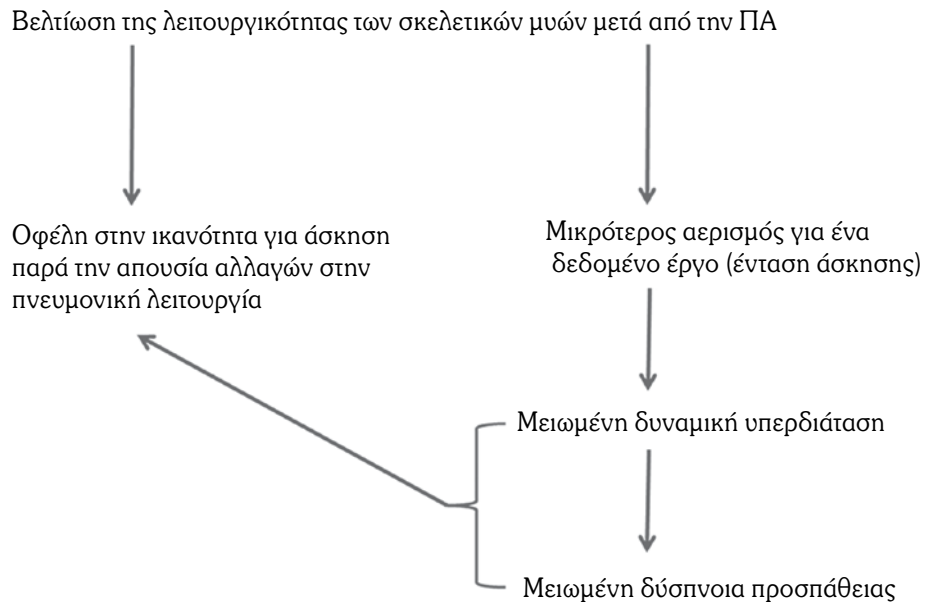 Βελτίωση της λειτουργικότητας των σκελετικών μυών μετά από την ΠΑ
Οφέλη στην ικανότητα για άσκηση
παρά την απουσία αλλαγών στην
πνευμονική λειτουργία
Μικρότερος αερισμός για ένα
δεδομένο έργο (ένταση άσκησης)
Μειωμένη δυναμική υπερδιάταση
Μειωμένη δύσπνοια προσπάθειας